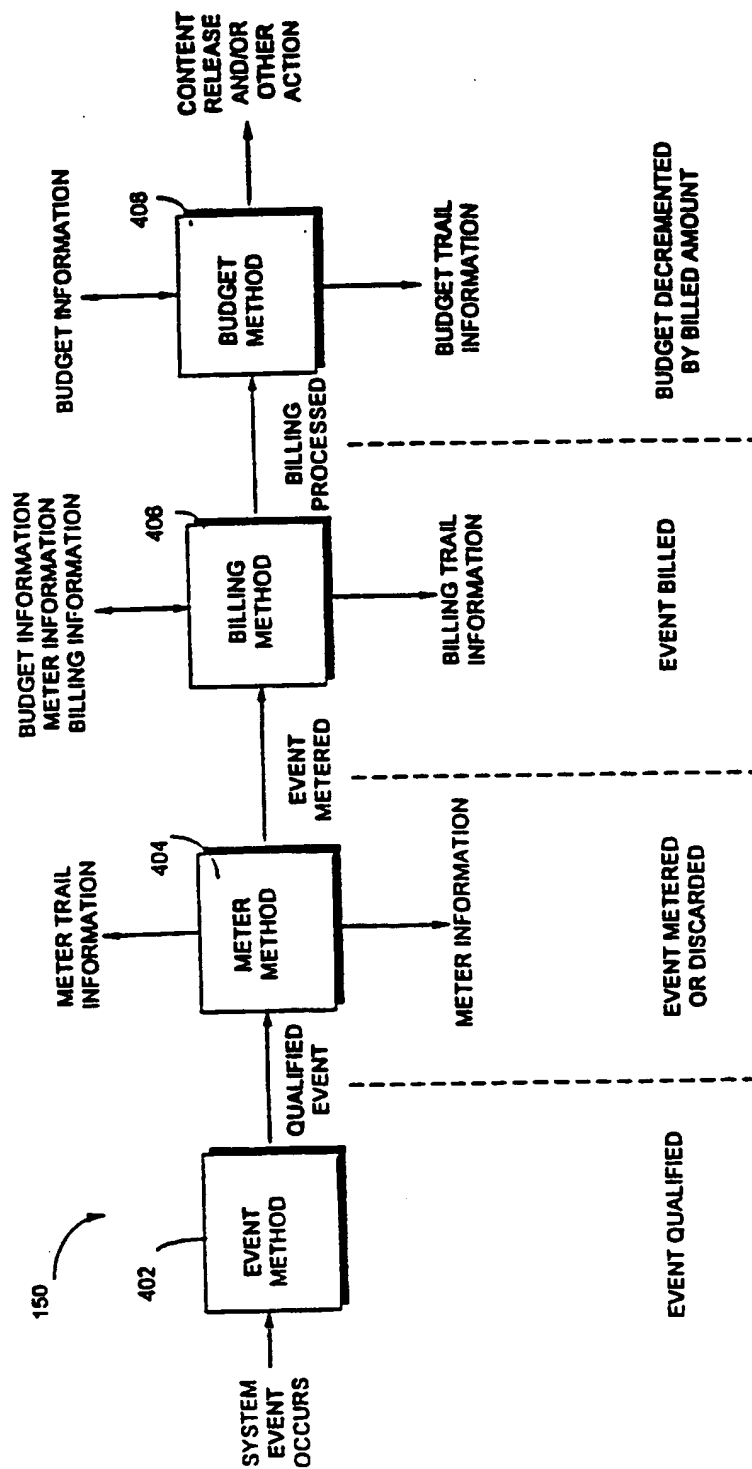 150
SYSTEM
EVENT
OCCURS
402
EVENT
METHOD
QUALIFIED
EVENT
EVENT QUALIFIED
METER TRAIL
INFORMATION
404
METER
METHOD
METER INFORMATION
EVENT METERED
OR DISCARDED
EVENT
METERED
BUDGET INFORMATION
METER INFORMATION
BILLING INFORMATION
406
BILLING
METHOD
BILLING TRAIL
INFORMATION
EVENT BILLED
BILLING
PROCESSED
BUDGET INFORMATION
408
BUDGET
METHOD
BUDGET TRAIL
INFORMATION
BUDGET DECREMENTED
BY BILLED AMOUNT
CONTENT
RELEASE
AND/OR
OTHER
ACTION